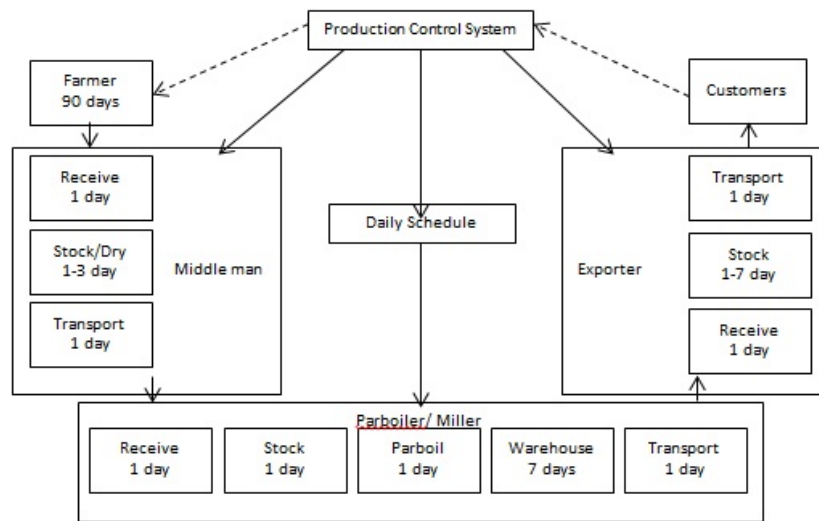 Production Control System
Farmer
90 days
Customers
Receive
1 day
Stock/Dry
1-3 day
Transport
1 day
Middle man
Daily Schedule
Exporter
Transport
1 day
Stock
1-7 day
Receive
1 day
Parboiler/ Miller
Receive
1 day
Stock
1 day
Parboil
1 day
Warehouse
7 days
Transport
1 day